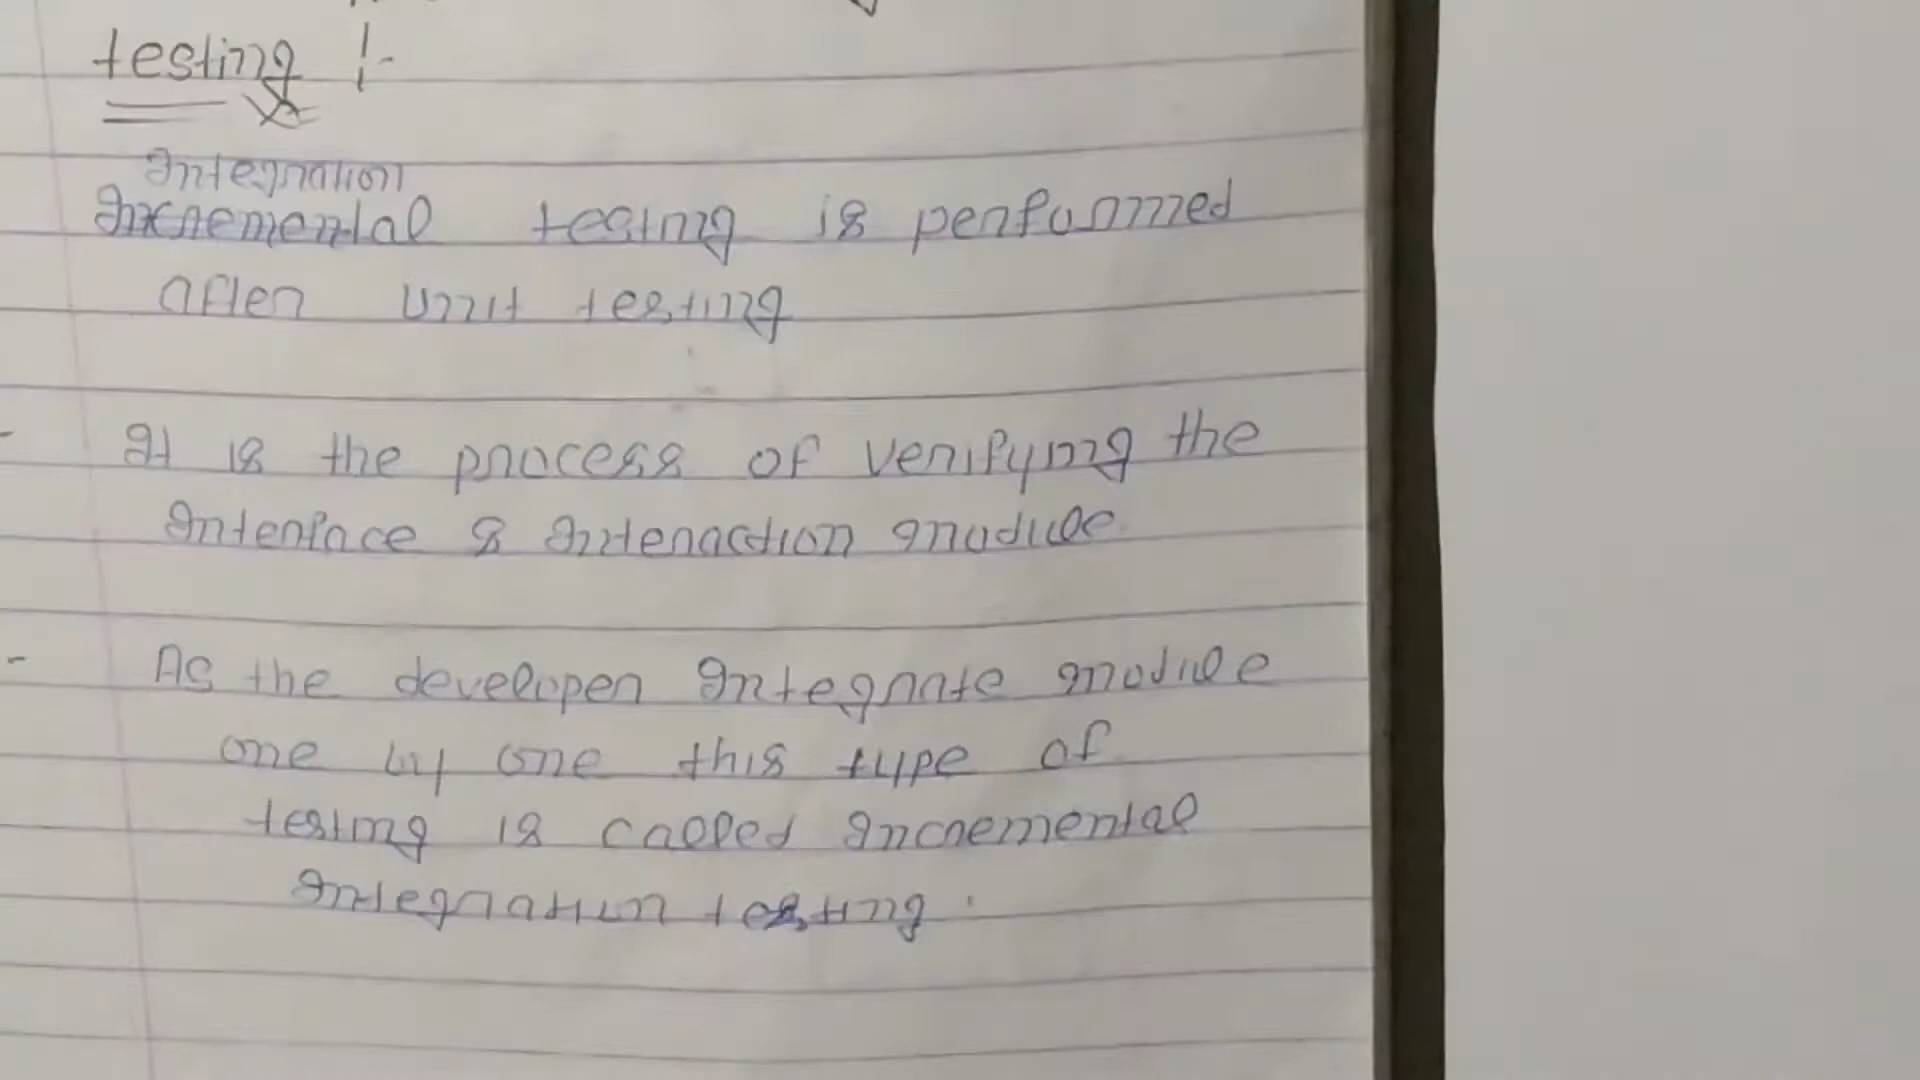 testing :-
Integration
Incremental testing is performed
after unit testing
- It is the process of verifying the
Interface & Interaction module.
- As the developer Integrate module
one by one this type of
testing is called Incremental
Integration testing.